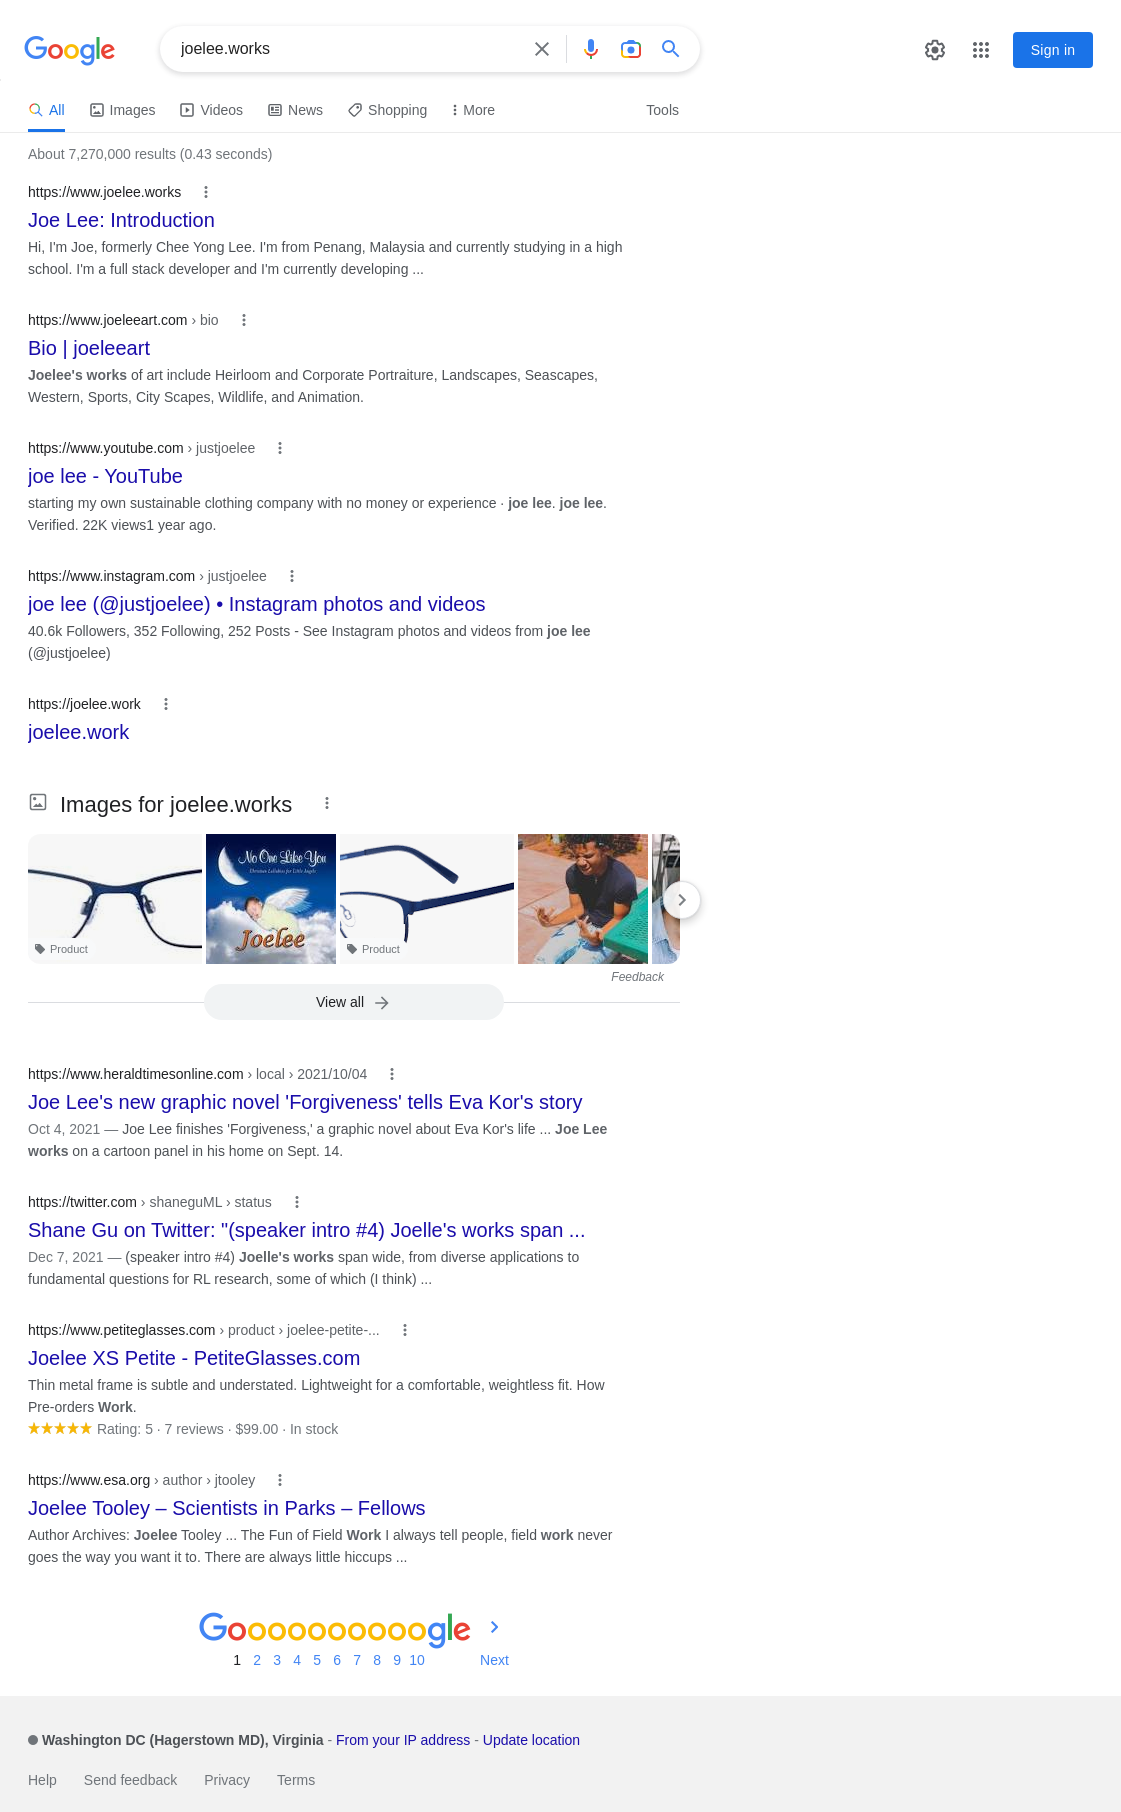 Google
joelee.works
Sign in
All Images Videos News Shopping More Tools
About 7,270,000 results (0.43 seconds)
https://www.joelee.works
Joe Lee: Introduction
Hi, I'm Joe, formerly Chee Yong Lee. I'm from Penang, Malaysia and currently studying in a high
school. I'm a full stack developer and I'm currently developing ...
https://www.joeleeart.com › bio
Bio | joeleeart
Joelee's works of art include Heirloom and Corporate Portraiture, Landscapes, Seascapes,
Western, Sports, City Scapes, Wildlife, and Animation.
https://www.youtube.com › justjoelee
joe lee - YouTube
starting my own sustainable clothing company with no money or experience · joe lee. joe lee.
Verified. 22K views1 year ago.
https://www.instagram.com › justjoelee
joe lee (@justjoelee) • Instagram photos and videos
40.6k Followers, 352 Following, 252 Posts - See Instagram photos and videos from joe lee
(@justjoelee)
https://joelee.work
joelee.work
Images for joelee.works
No One Like You
Christian Lullabies for Little Angels
Joelee
Product
Product
Feedback
View all
https://www.heraldtimesonline.com › local › 2021/10/04
Joe Lee's new graphic novel 'Forgiveness' tells Eva Kor's story
Oct 4, 2021 — Joe Lee finishes 'Forgiveness,' a graphic novel about Eva Kor's life ... Joe Lee
works on a cartoon panel in his home on Sept. 14.
https://twitter.com › shaneguML › status
Shane Gu on Twitter: "(speaker intro #4) Joelle's works span ...
Dec 7, 2021 — (speaker intro #4) Joelle's works span wide, from diverse applications to
fundamental questions for RL research, some of which (I think) ...
https://www.petiteglasses.com › product › joelee-petite-...
Joelee XS Petite - PetiteGlasses.com
Thin metal frame is subtle and understated. Lightweight for a comfortable, weightless fit. How
Pre-orders Work.
Rating: 5 · 7 reviews · $99.00 · In stock
https://www.esa.org › author › jtooley
Joelee Tooley – Scientists in Parks – Fellows
Author Archives: Joelee Tooley ... The Fun of Field Work I always tell people, field work never
goes the way you want it to. There are always little hiccups ...
Goooooooooogle
1 2 3 4 5 6 7 8 9 10 Next
Washington DC (Hagerstown MD), Virginia - From your IP address - Update location
Help Send feedback Privacy Terms